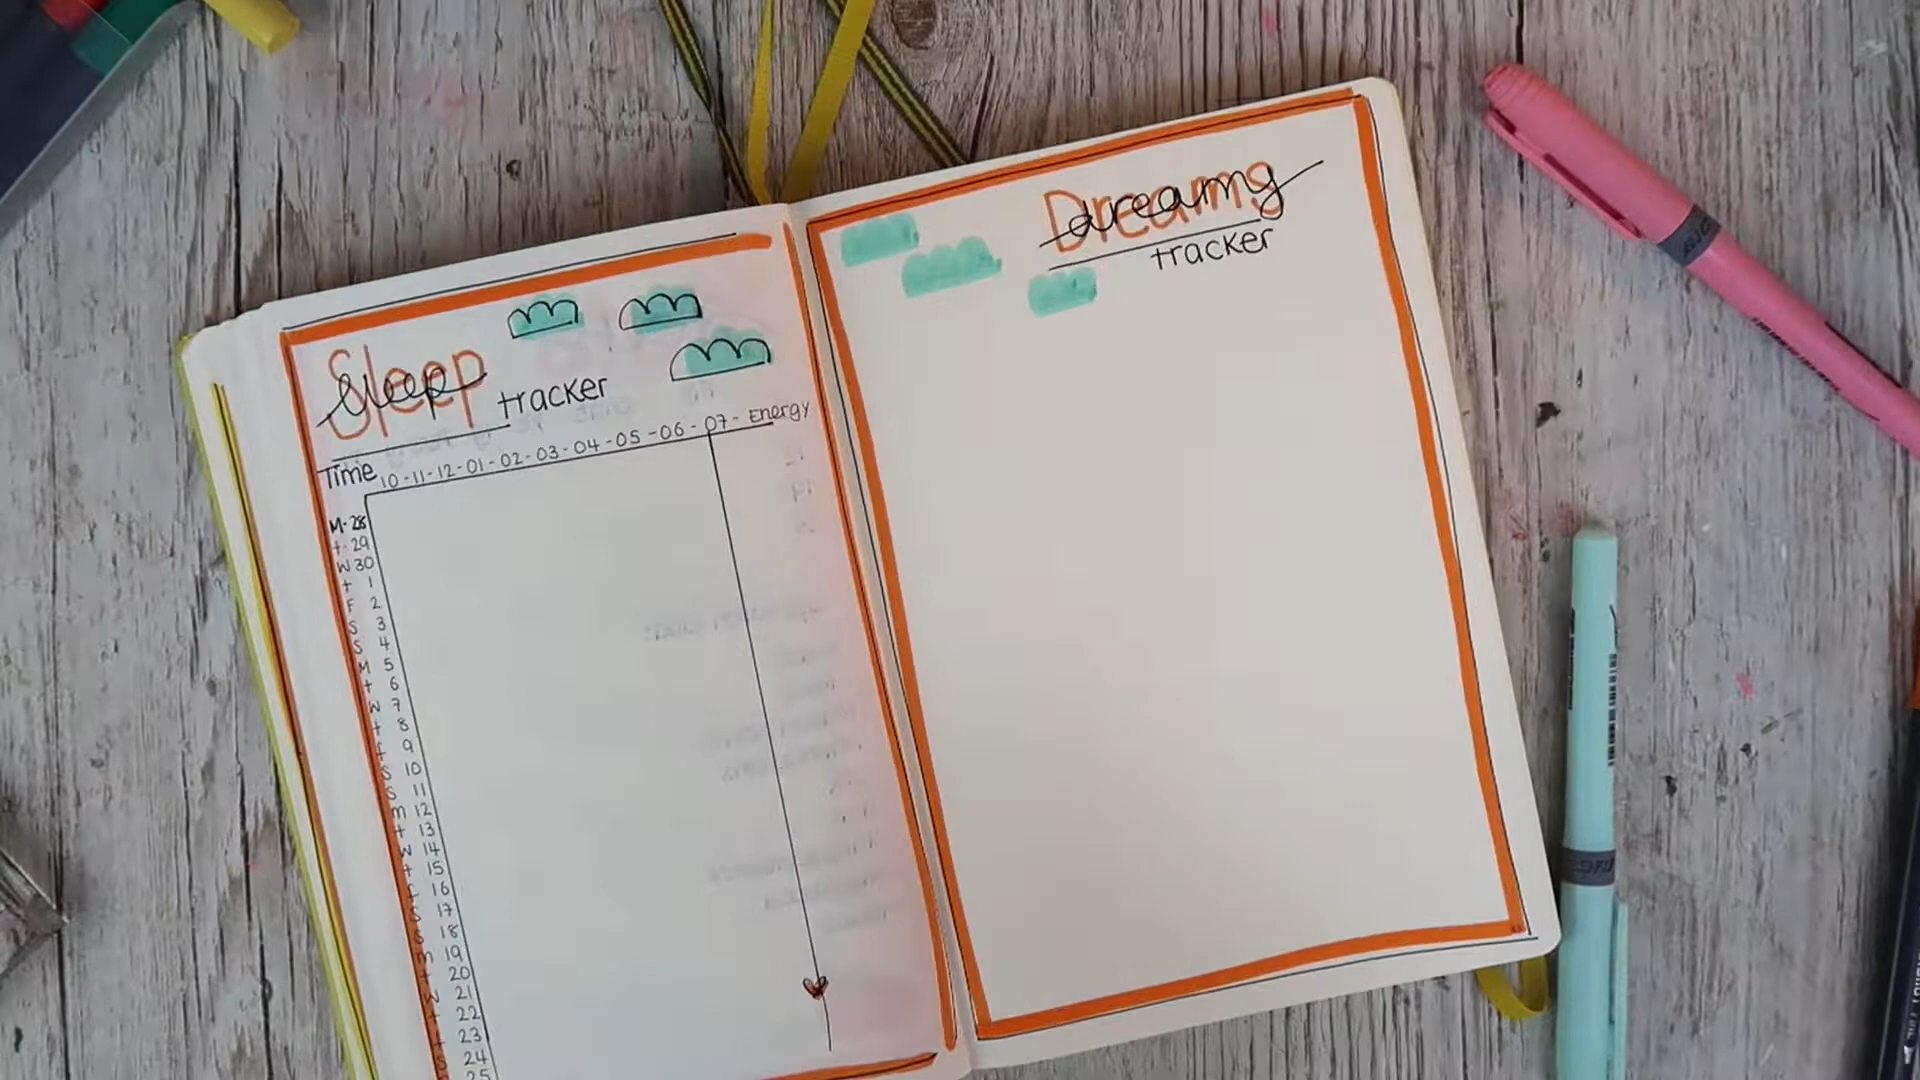 Sleep
sleep tracker
Time 10-11-12-01-02-03-04-05-06-07- Energy
M-28
t-29
W 30
t 1
F 2
S 3
S 4
M 5
t 6
W 7
t 8
f 9
S 10
S 11
m 12
t 13
W 14
t 15
f 16
S 17
S 18
m 19
t 20
W 21
t 22
23
S 24
25
Dreams
dreams
tracker